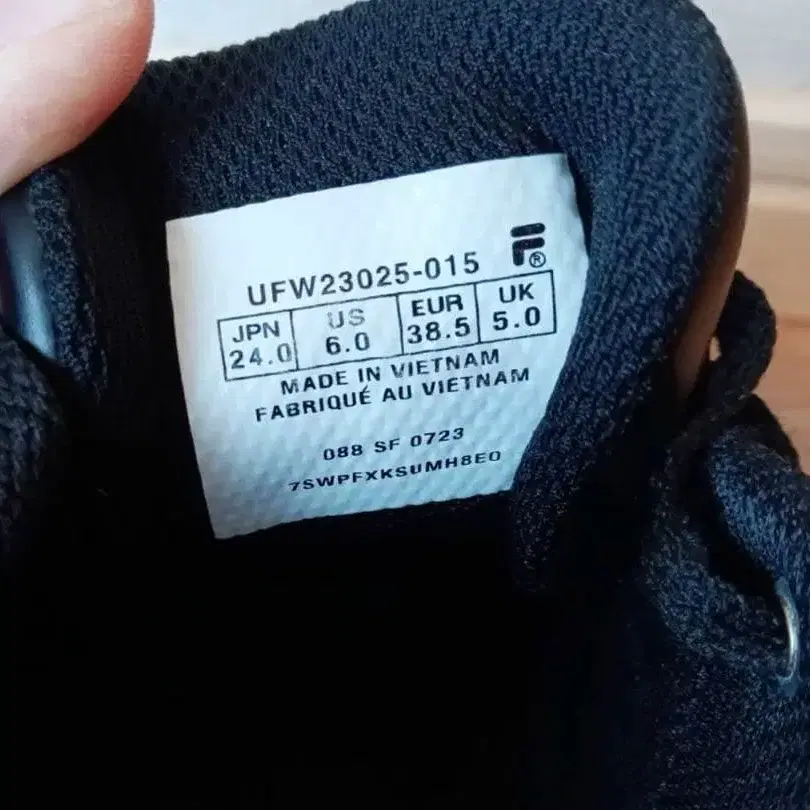 UFW23025-015
JPN US EUR UK
24.0 6.0 38.5 5.0
MADE IN VIETNAM
FABRIQUÉ AU VIETNAM
088 SF 0723
7SWPFXKSUMH8E0